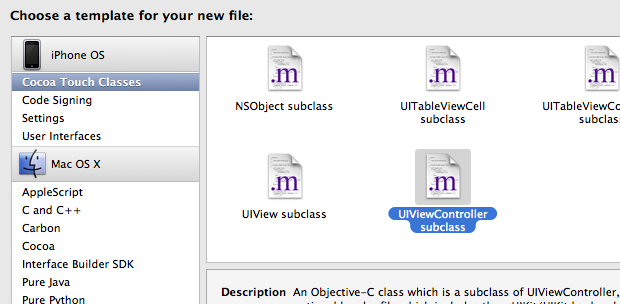 Choose a template for your new file:
iPhone OS
Cocoa Touch Classes
Code Signing
Settings
User Interfaces
Mac OS X
AppleScript
C and C++
Carbon
Cocoa
Interface Builder SDK
Pure Java
Pure Python
.m
.m
.m
NSObject subclass
UITableViewCell
subclass
UITableViewCo
subclass
.m
.m
UIView subclass
UIViewController
subclass
Description An Objective-C class which is a subclass of UIViewController,